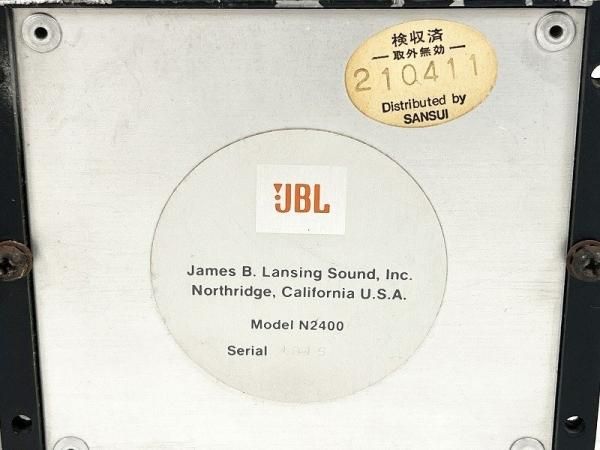 検収済
取外無効
210411
Distributed by
SANSUI
JBL
James B. Lansing Sound, Inc.
Northridge, California U.S.A.
Model N2400
Serial